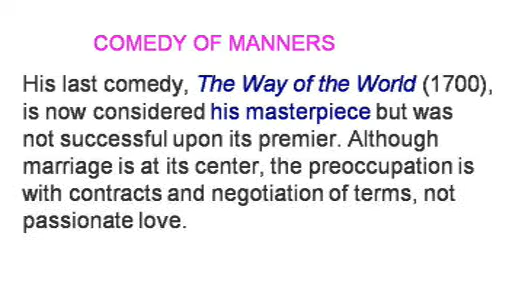 COMEDY OF MANNERS
His last comedy, The Way of the World (1700),
is now considered his masterpiece but was
not successful upon its premier. Although
marriage is at its center, the preoccupation is
with contracts and negotiation of terms, not
passionate love.